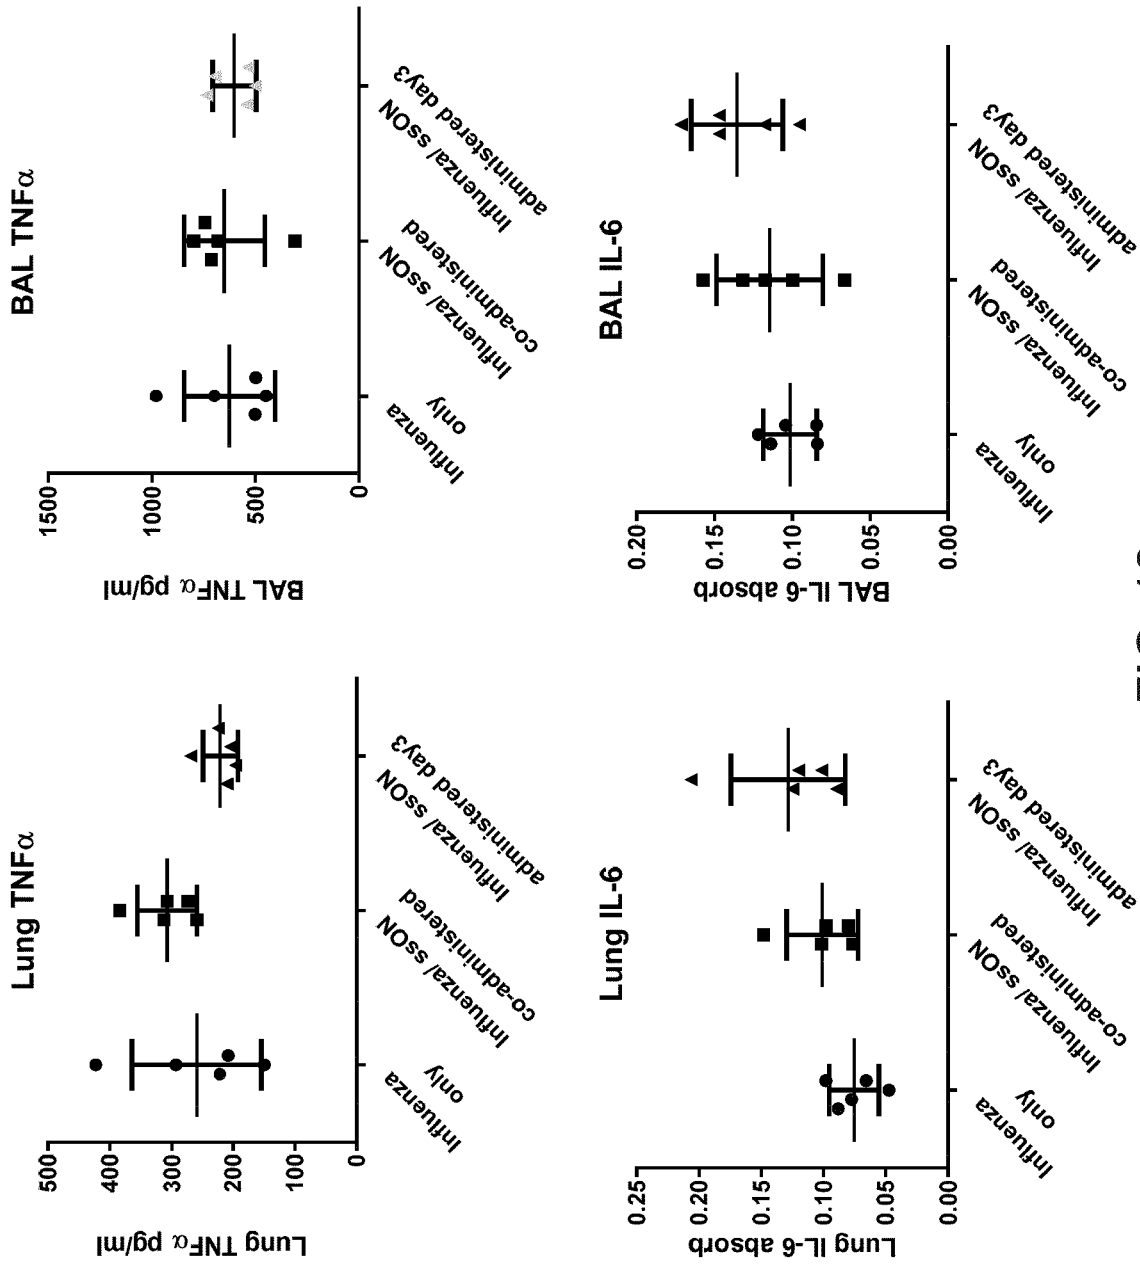 Lung TNFα
Lung TNFα pg/ml
500
400
300
200
100
0
Influenza
only
Influenza/ ssON
co-administered
Influenza/ ssON
administered day3
BAL TNFα
BAL TNFα pg/ml
1500
1000
500
0
Influenza
only
Influenza/ ssON
co-administered
Influenza/ ssON
administered day3
Lung IL-6
Lung IL-6 absorb
0.25
0.20
0.15
0.10
0.05
0.00
Influenza
only
Influenza/ ssON
co-administered
Influenza/ ssON
administered day3
BAL IL-6
BAL IL-6 absorb
0.20
0.15
0.10
0.05
0.00
Influenza
only
Influenza/ ssON
co-administered
Influenza/ ssON
administered day3